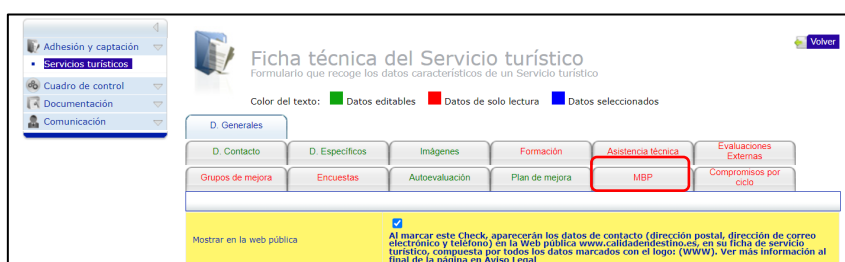 Adhesión y captación
Servicios turísticos
Cuadro de control
Documentación
Comunicación
Volver
Ficha técnica del Servicio turístico
Formulario que recoge los datos característicos de un Servicio turístico
Color del texto: Datos editables Datos de solo lectura Datos seleccionados
D. Generales
D. Contacto D. Específicos Imágenes Formación Asistencia técnica Evaluaciones Externas
Grupos de mejora Encuestas Autoevaluación Plan de mejora MBP Compromisos por ciclo
Mostrar en la web pública
Al marcar este Check, aparecerán los datos de contacto (dirección postal, dirección de correo
electrónico y teléfono) en la Web pública www.calidadendestino.es, en su ficha de servicio
turístico, compuesta por todos los datos marcados con el logo: (WWW). Ver más información al
final de la página en Aviso Legal